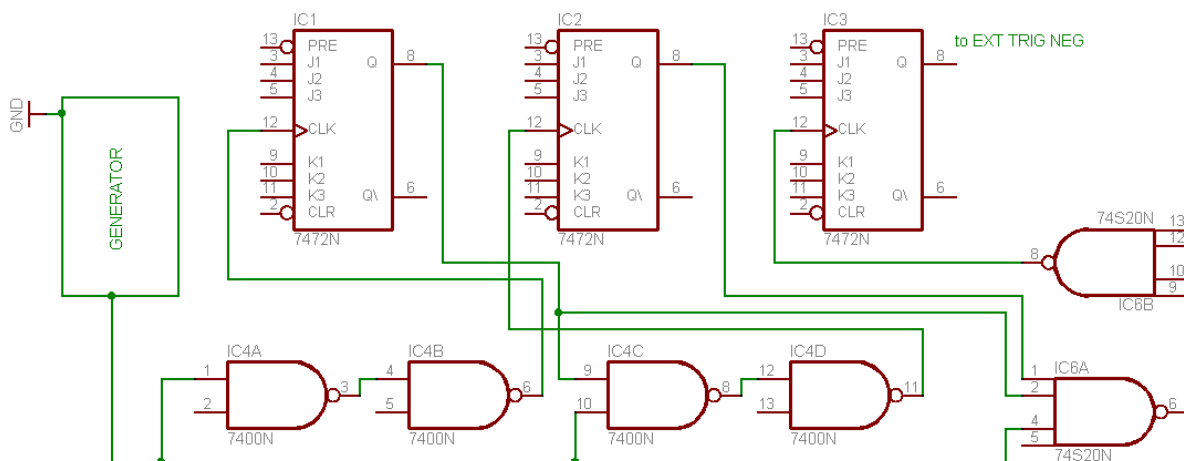 IC1
13
PRE
3
J1
Q
8
4
J2
5
J3
12
CLK
9
K1
10
K2
11
K3
Q\
6
2
CLR
7472N
IC2
13
PRE
3
J1
Q
8
4
J2
5
J3
12
CLK
9
K1
10
K2
11
K3
Q\
6
2
CLR
7472N
IC3
13
PRE
3
J1
Q
8
4
J2
5
J3
12
CLK
9
K1
10
K2
11
K3
Q\
6
2
CLR
7472N
to EXT TRIG NEG
GND
GENERATOR
74S20N
13
12
8
10
9
IC6B
IC4A
1
3
2
7400N
IC4B
4
6
5
7400N
IC4C
9
8
10
7400N
IC4D
12
11
13
7400N
IC6A
1
2
6
4
5
74S20N